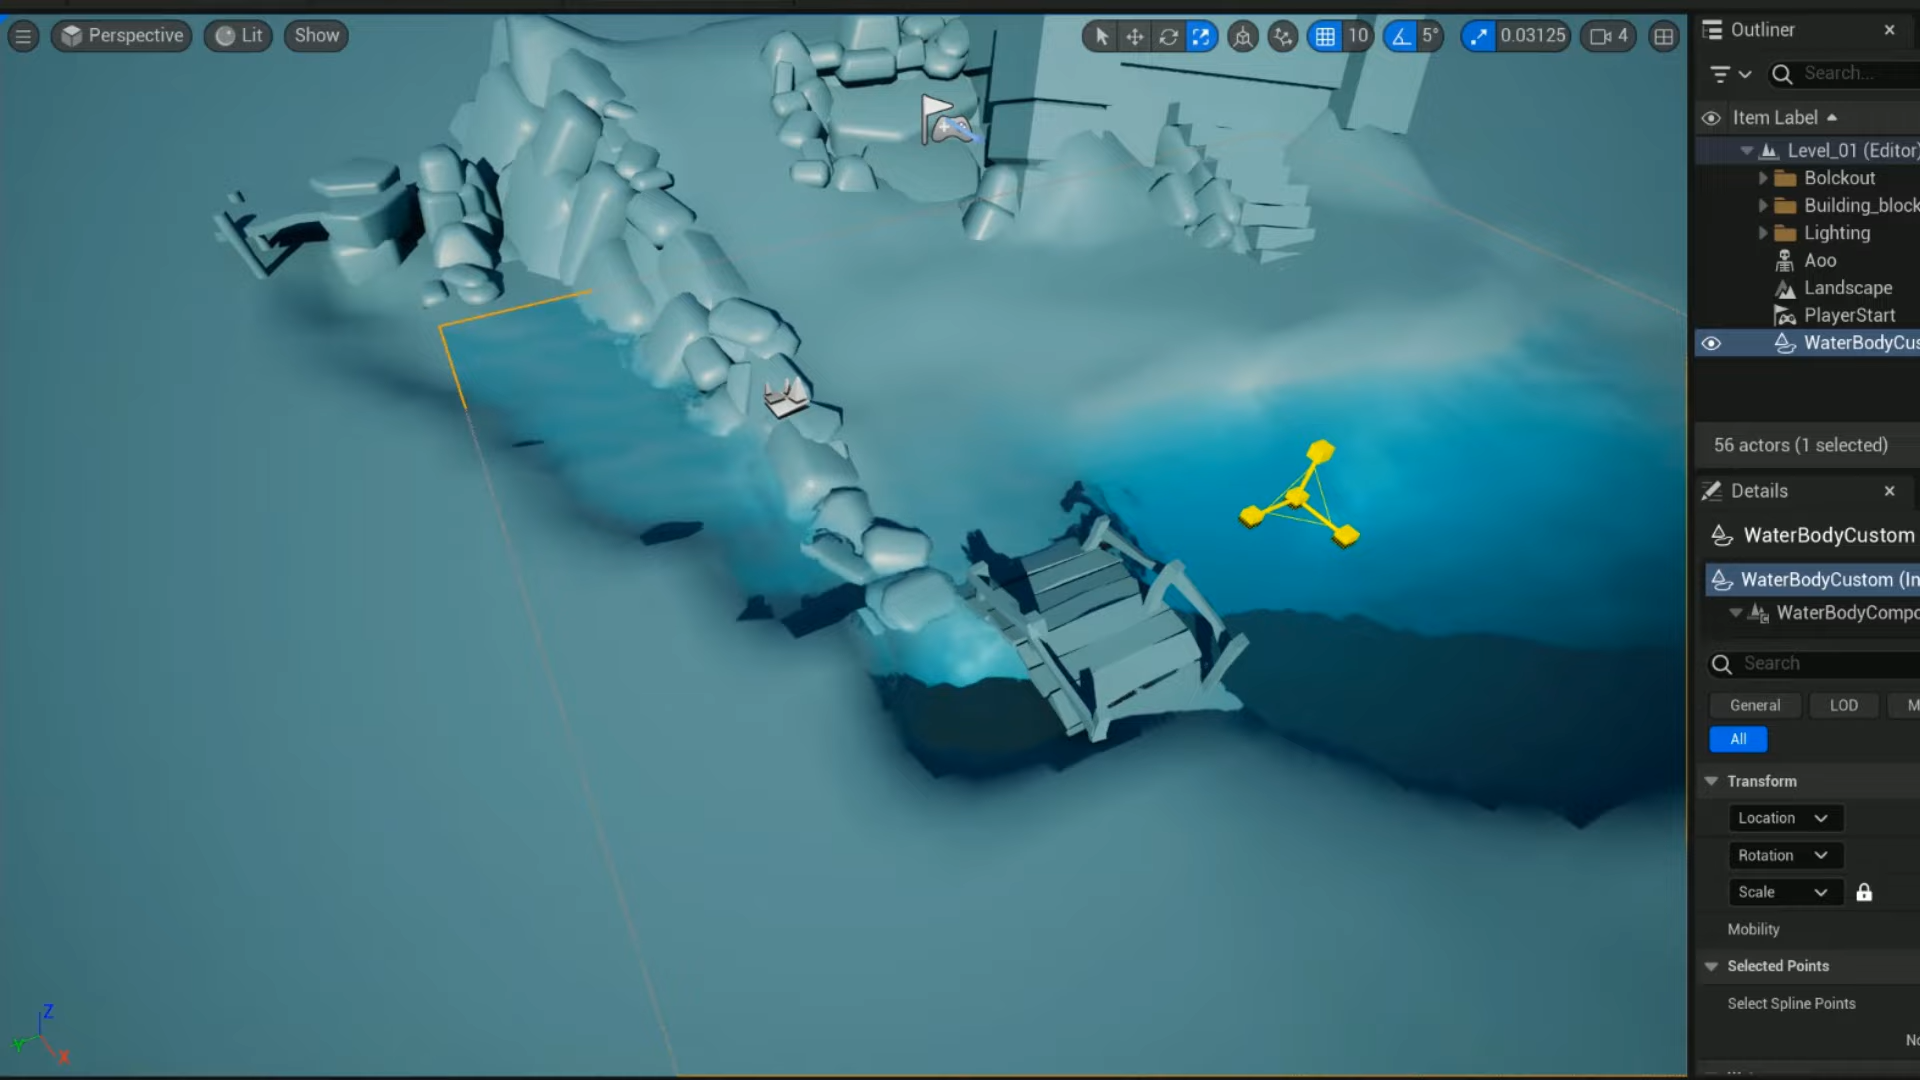 Perspective Lit Show 10 5° 0.03125 4
Outliner
Search...
Item Label
Level_01 (Editor)
Bolckout
Building_block
Lighting
Aoo
Landscape
PlayerStart
WaterBodyCus
56 actors (1 selected)
Details
WaterBodyCustom
WaterBodyCustom (In
WaterBodyCompo
Search
General LOD M
All
Transform
Location
Rotation
Scale
Mobility
Selected Points
Select Spline Points
No
Z
Y
X